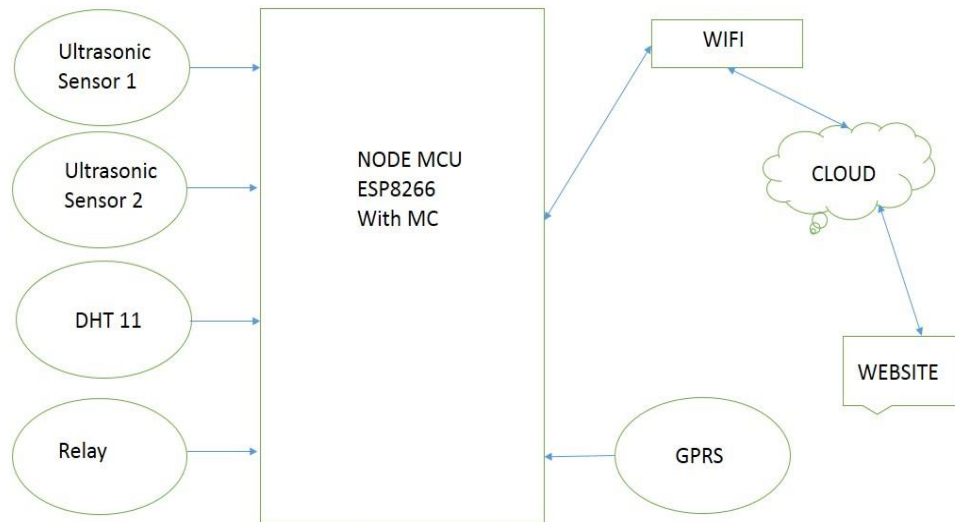 Ultrasonic
Sensor 1
Ultrasonic
Sensor 2
DHT 11
Relay
NODE MCU
ESP8266
With MC
WIFI
CLOUD
WEBSITE
GPRS